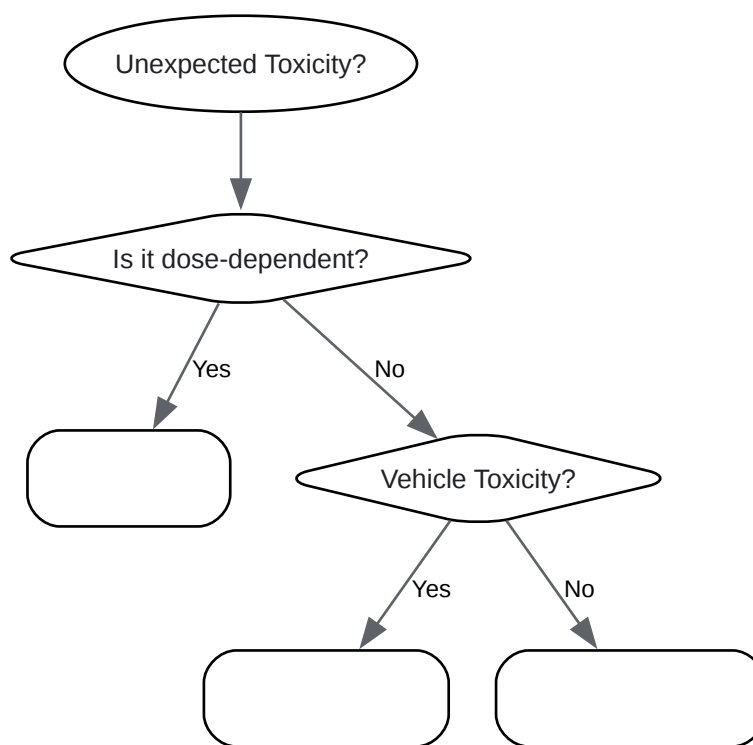 Unexpected Toxicity?
Is it dose-dependent?
Yes
No
Vehicle Toxicity?
Yes
No